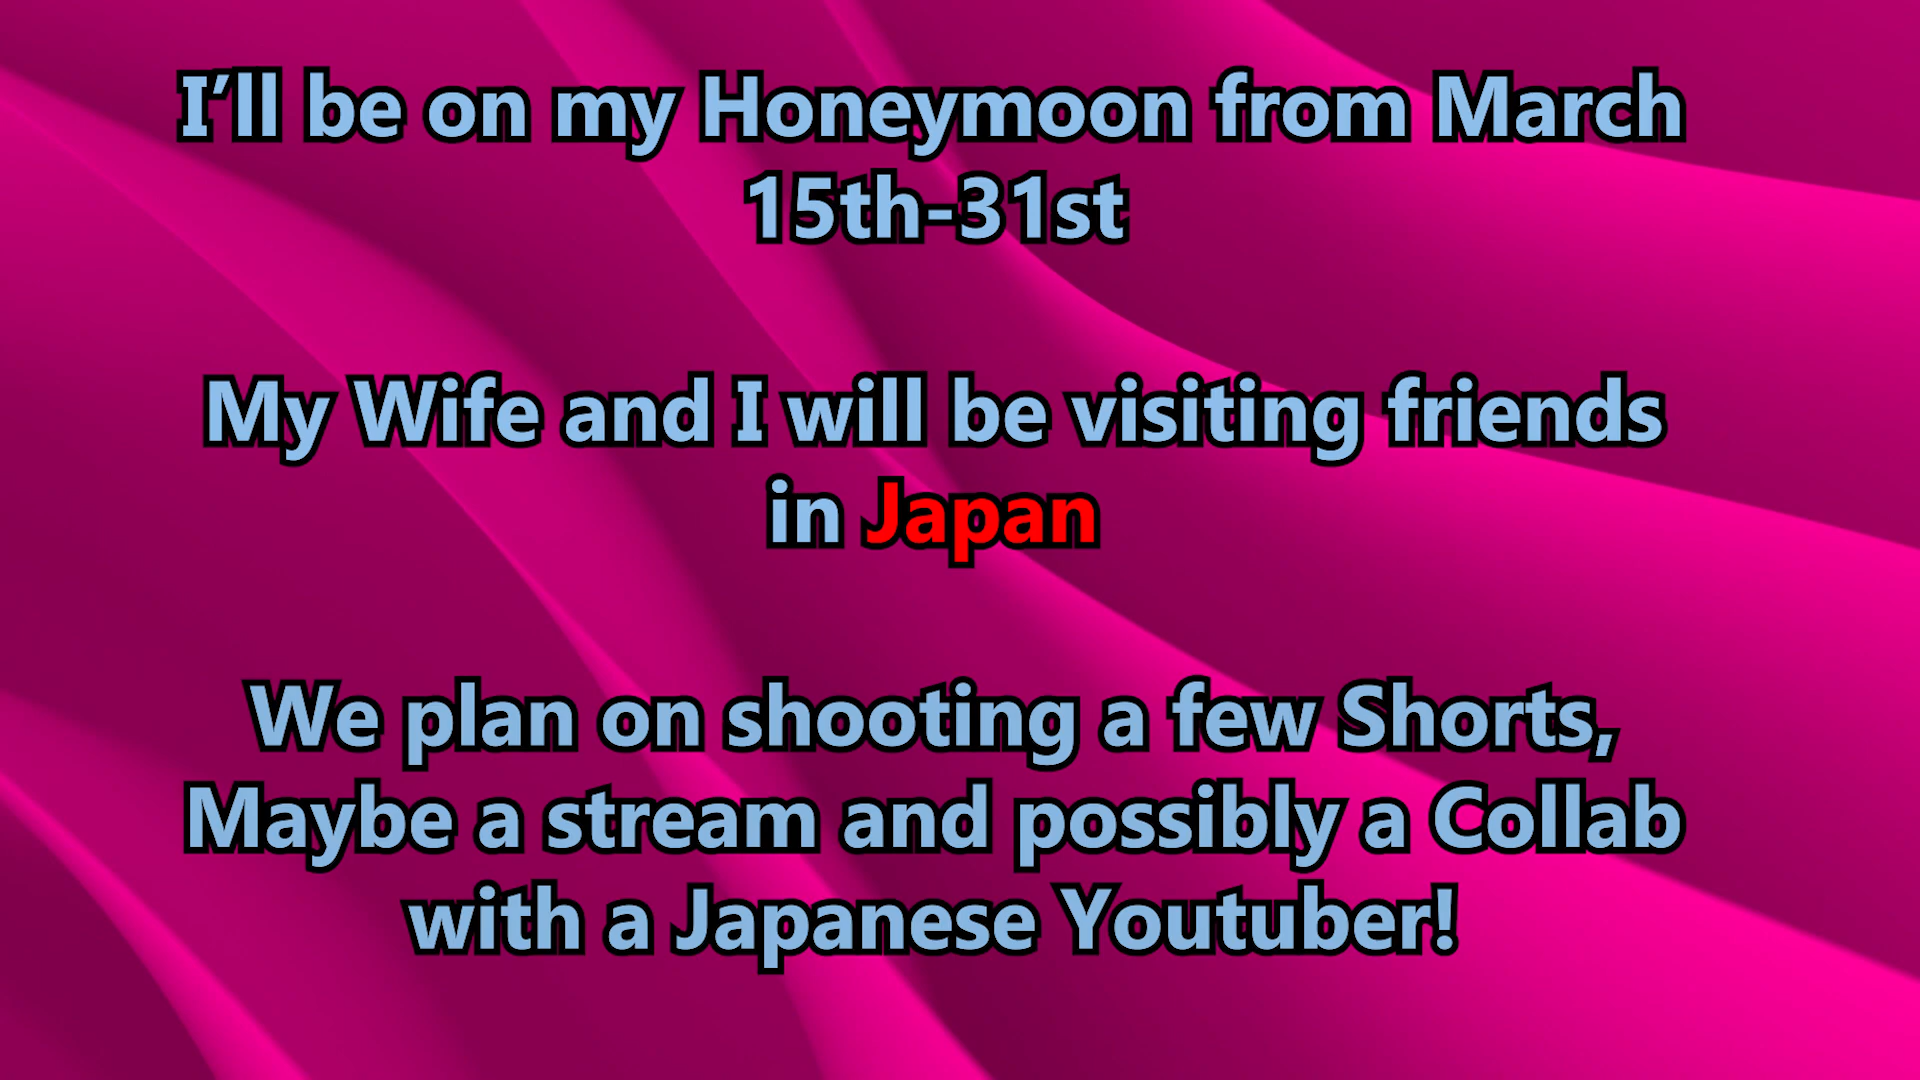 I’ll be on my Honeymoon from March
15th-31st
My Wife and I will be visiting friends
in Japan
We plan on shooting a few Shorts,
Maybe a stream and possibly a Collab
with a Japanese Youtuber!